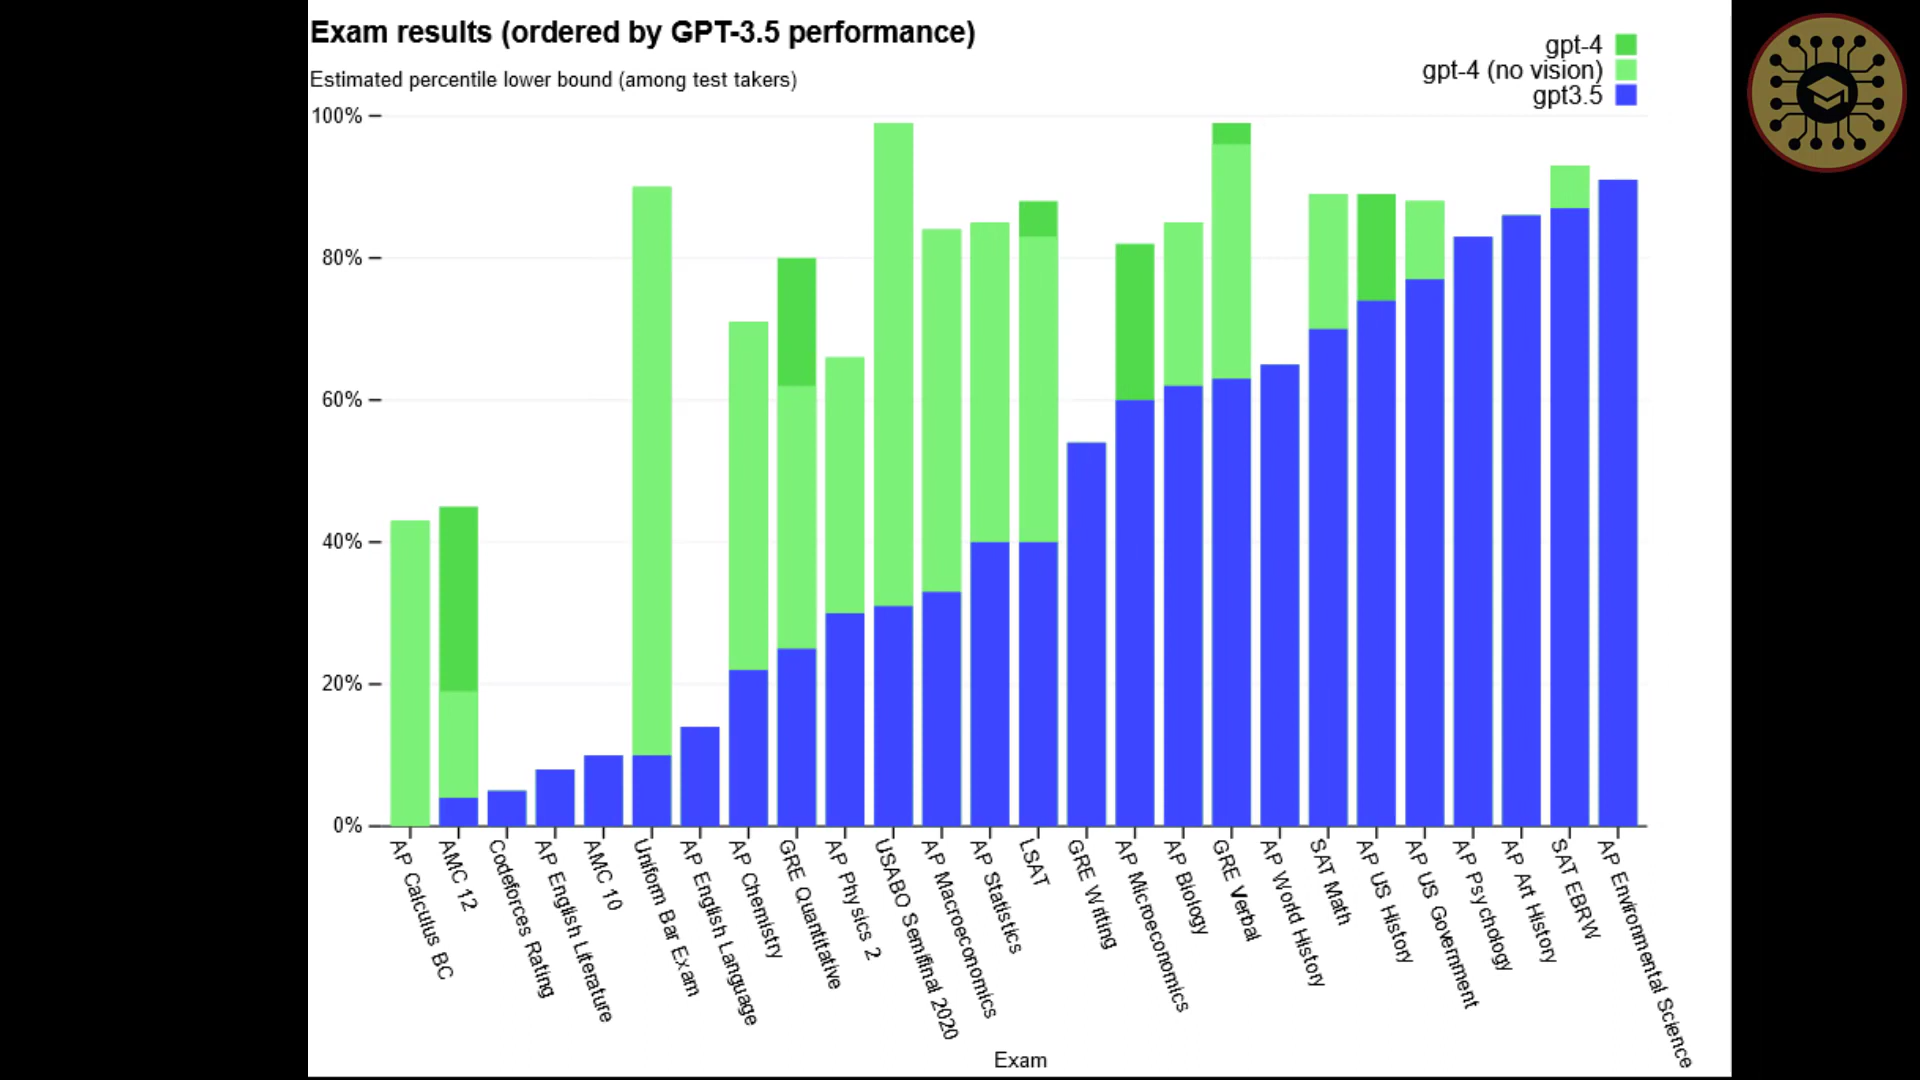 Exam results (ordered by GPT-3.5 performance)
Estimated percentile lower bound (among test takers)
gpt-4
gpt-4 (no vision)
gpt3.5
100%
80%
60%
40%
20%
0%
AP Calculus BC
AMC 12
Codeforces Rating
AP English Literature
AMC 10
Uniform Bar Exam
AP English Language
AP Chemistry
GRE Quantitative
AP Physics 2
USABO Semifinal 2020
AP Macroeconomics
AP Statistics
LSAT
GRE Writing
AP Microeconomics
AP Biology
GRE Verbal
AP World History
SAT Math
AP US History
AP US Government
AP Psychology
AP Art History
SAT EBRW
AP Environmental Science
Exam